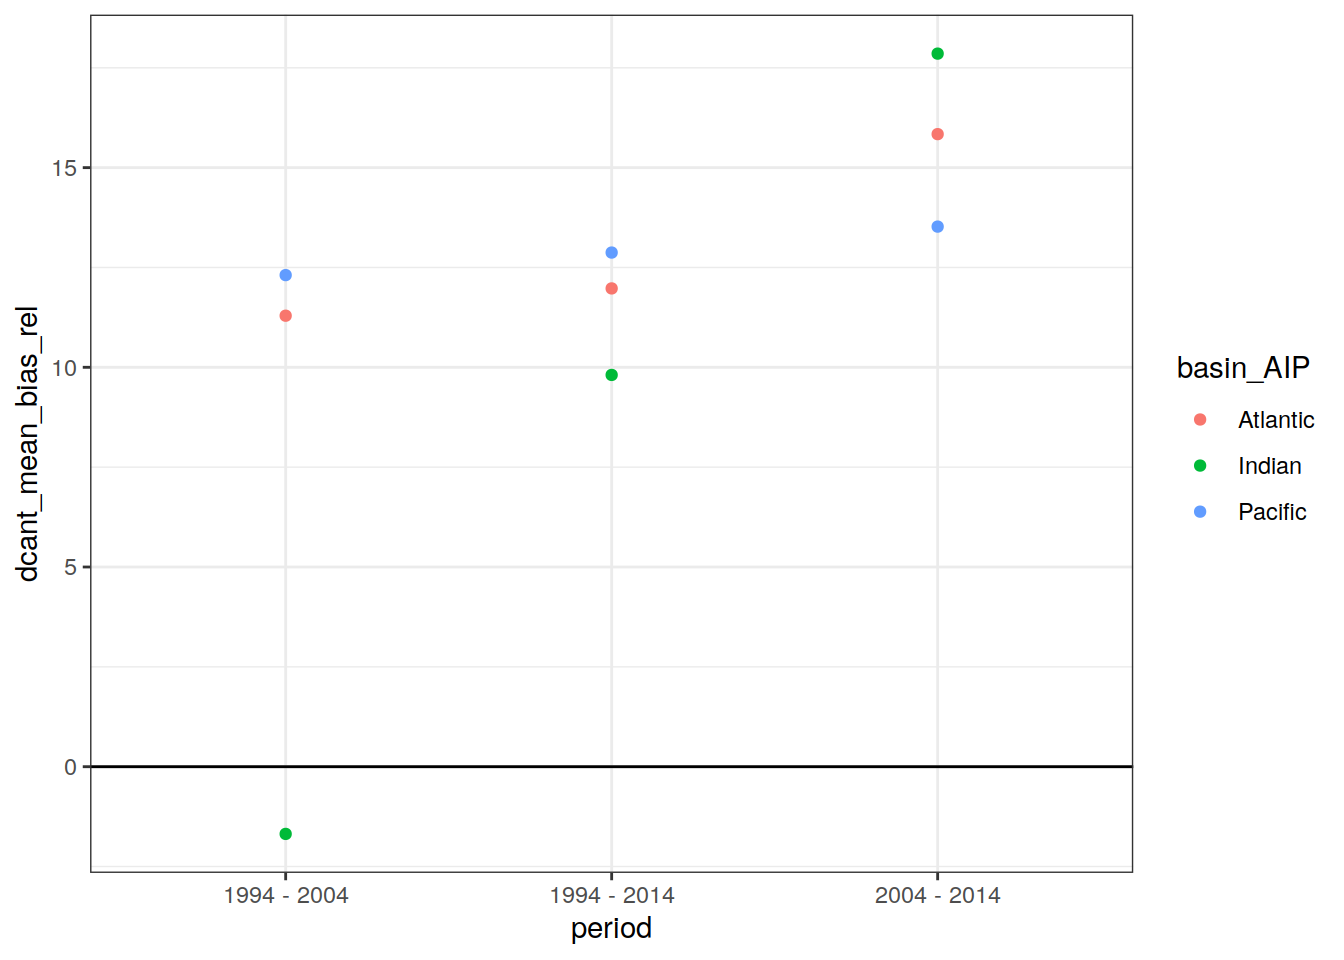 dcant_mean_bias_rel
15
10
5
0
1994 - 2004
1994 - 2014
2004 - 2014
period
basin_AIP
Atlantic
Indian
Pacific